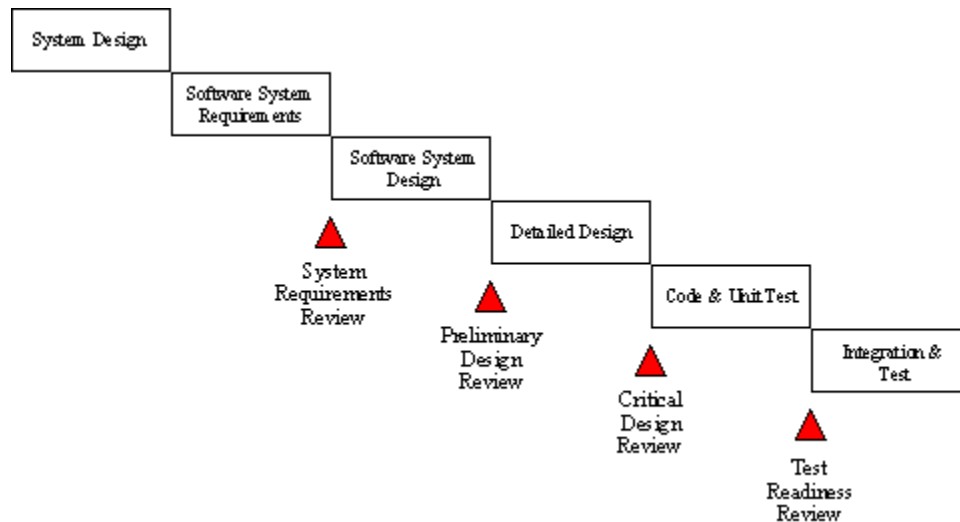 System Design
Software System
Requirements
Software System
Design
Detailed Design
Code & Unit Test
Integration &
Test
System
Requirements
Review
Preliminary
Design
Review
Critical
Design
Review
Test
Readiness
Review